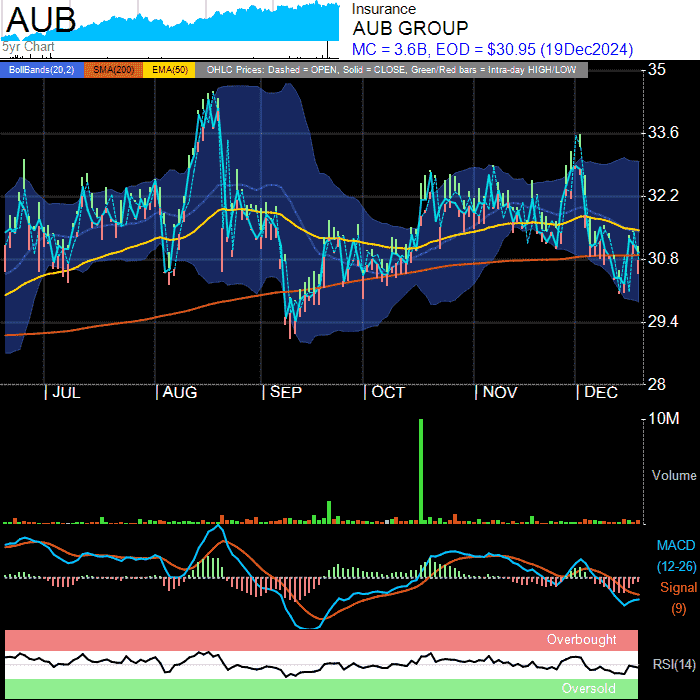 AUB
5yr Chart
Insurance
AUB GROUP
MC = 3.6B, EOD = $30.95 (19Dec2024)
BollBands(20,2) SMA(200) EMA(50) OHLC Prices: Dashed = OPEN, Solid = CLOSE, Green/Red bars = Intra-day HIGH/LOW
35
33.6
32.2
30.8
29.4
28
JUL AUG SEP OCT NOV DEC
10M
Volume
MACD
(12-26)
Signal
(9)
Overbought
RSI(14)
Oversold